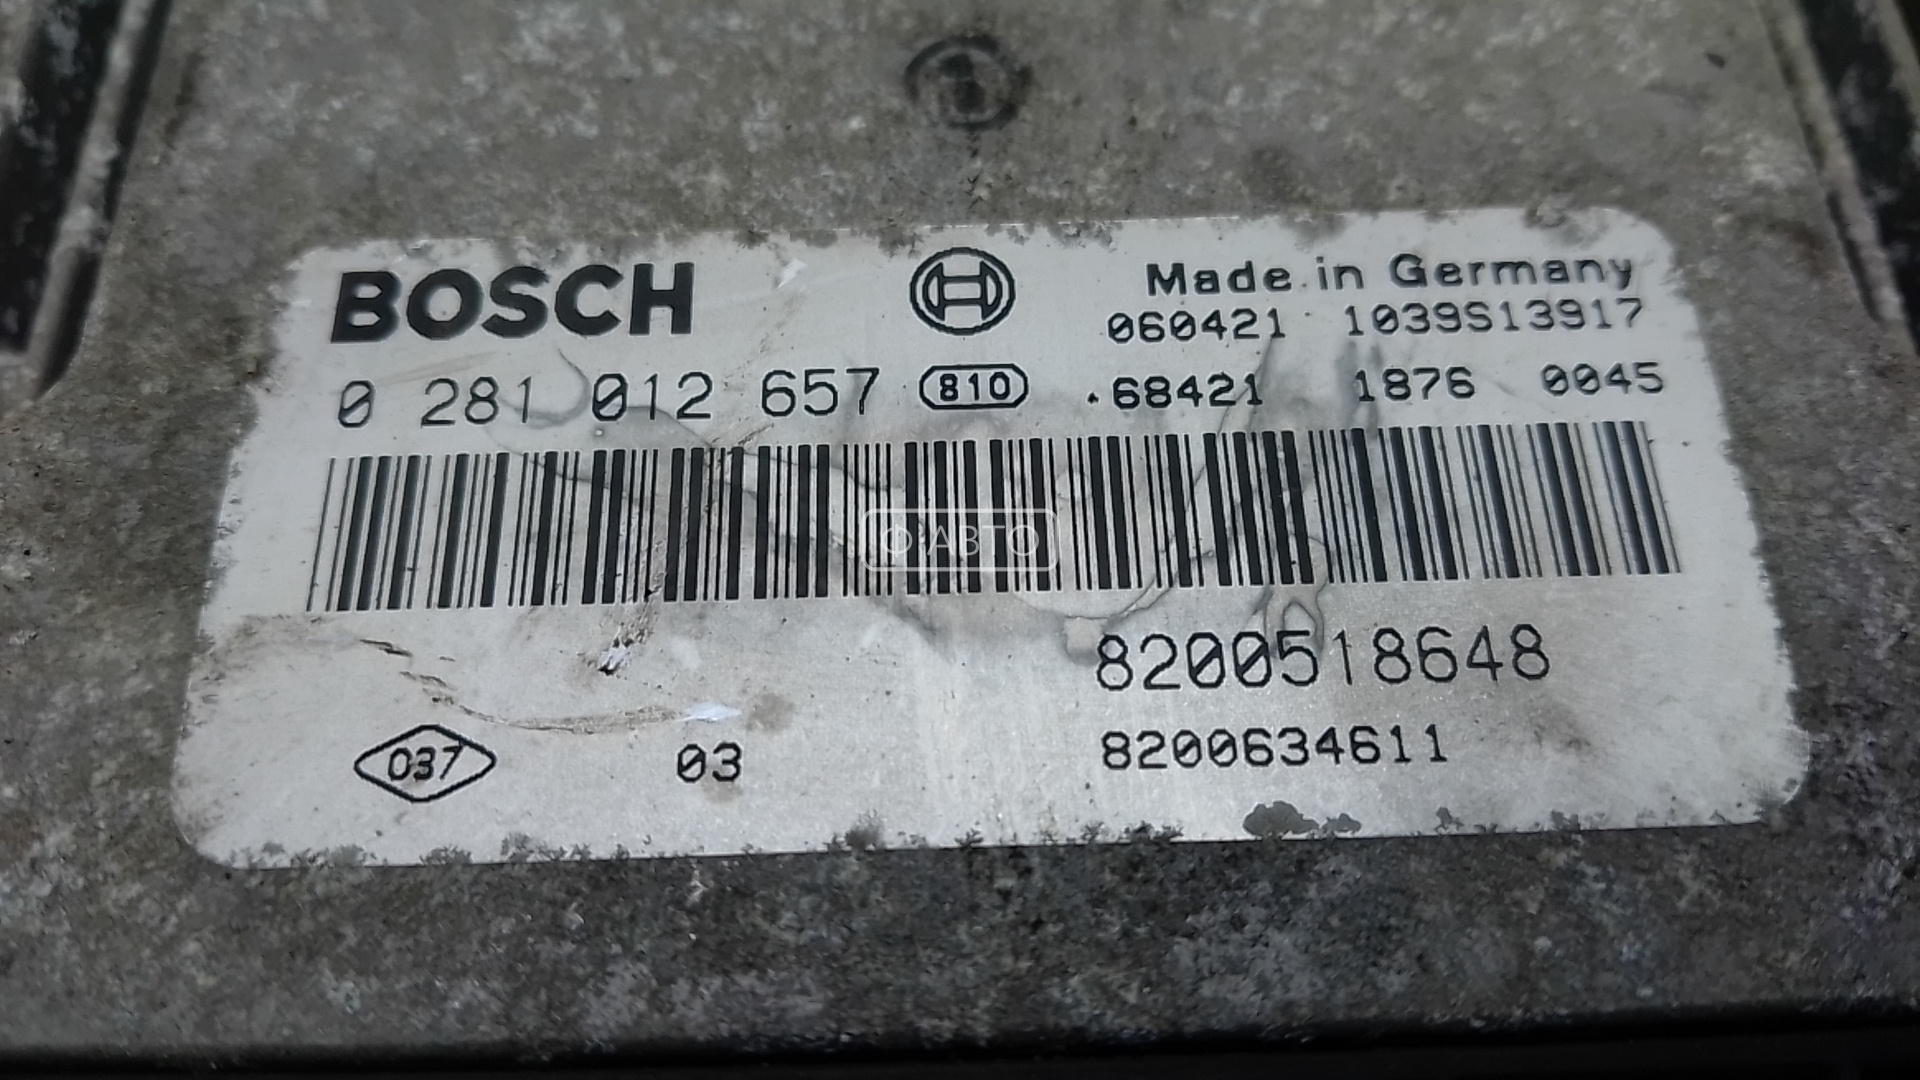 BOSCH
Made in Germany
060421 1039S13917
0 281 012 657 810 .68421 1876 0045
Ф АВТО
8200518648
037 03 8200634611